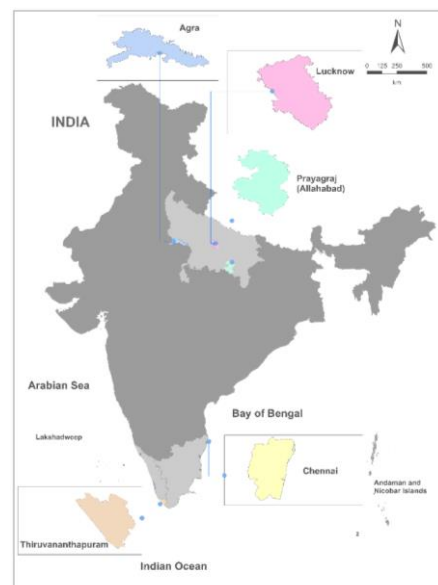 Agra
N
Lucknow
0 125 250 500
km
INDIA
Prayagraj
(Allahabad)
Arabian Sea
Bay of Bengal
Lakshadweep
Chennai
Andaman and
Nicobar Islands
Thiruvananthapuram
Indian Ocean